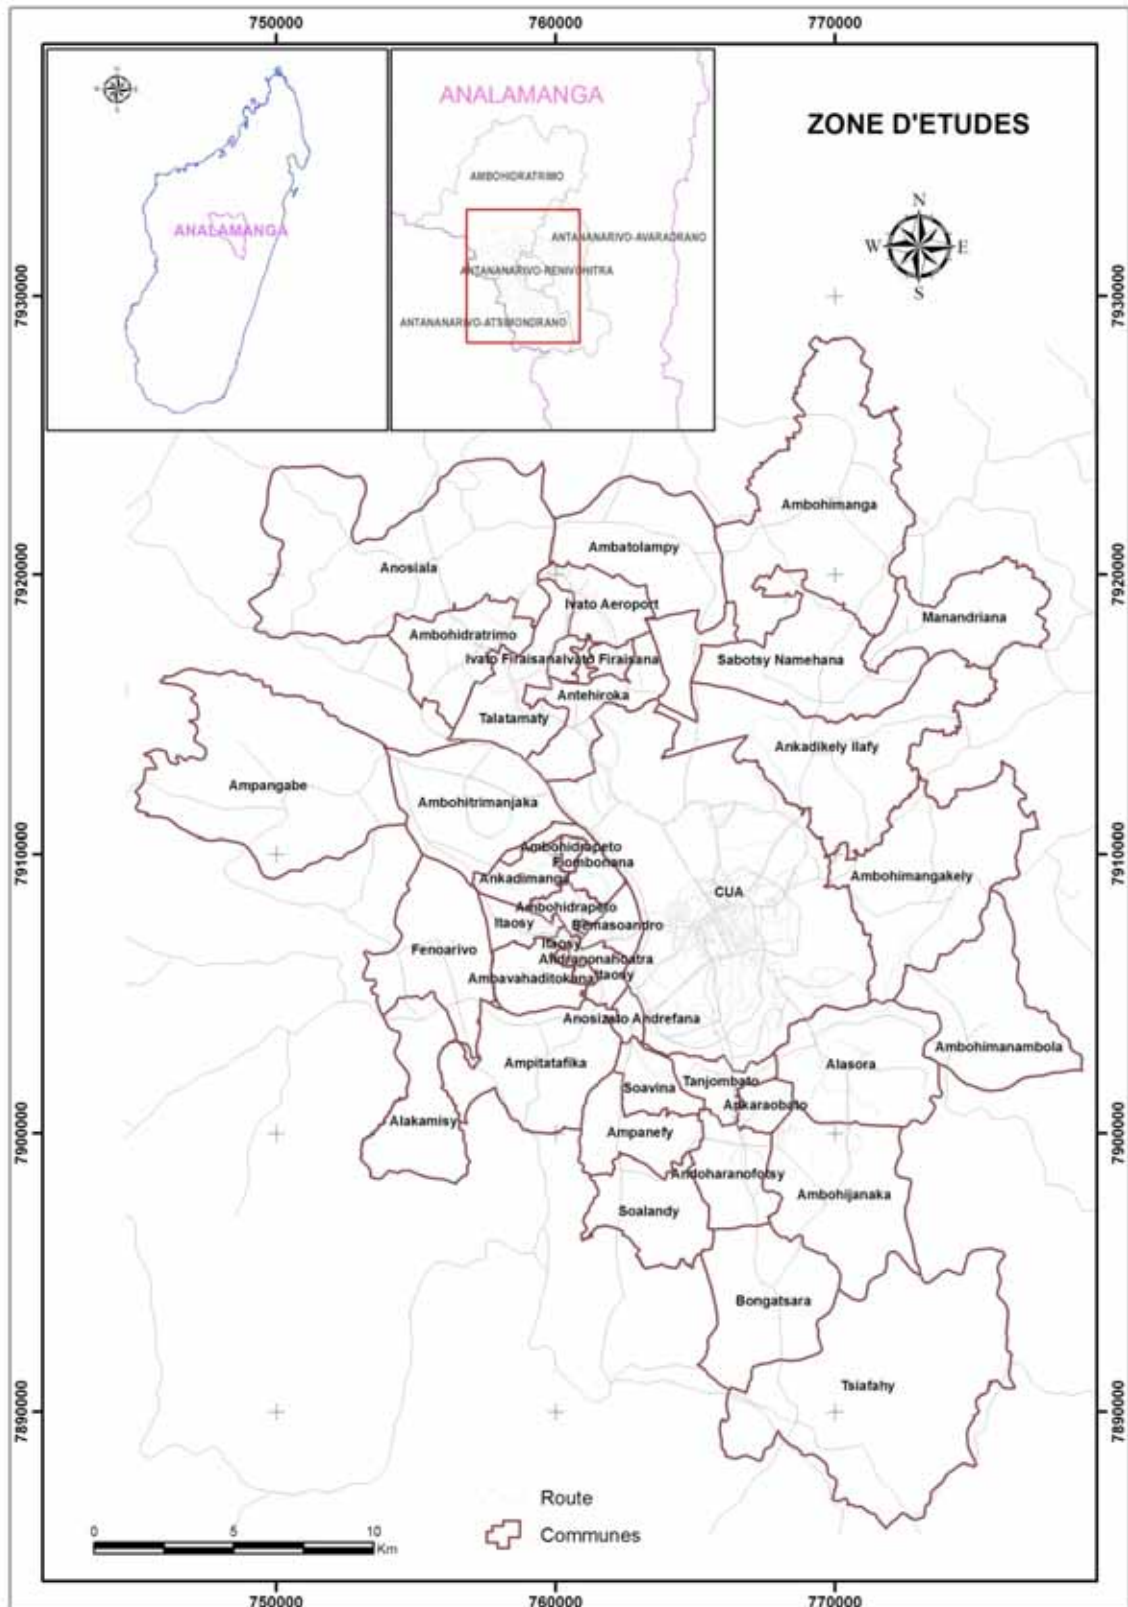 750000
760000
770000
ANALAMANGA
ZONE D'ETUDES
AMBOHIDRATRIMO
N
ANALAMANGA
ANTANANARIVO-AVARADRANO
W
E
ANTANANARIVO-RENIVOHITRA
S
7930000
7930000
ANTANANARIVO-ATSIMONDRANO
Ambohimanga
Ambatolampy
Anosiala
7920000
7920000
Ivato Aeroport
Manandriana
Ambohidratrimo
Ivato Firaisana
Ivato Firaisana
Sabotsy Namehana
Antehiroka
Talatamaty
Ankadikely Ilafy
Ampangabe
Ambohitrimanjaka
Ambohidrapeto
7910000
7910000
Fiombonana
Ankadimanga
Ambohimangakely
CUA
Ambohidrapeto
Itaosy
Bemasoandro
Itaosy
Fenoarivo
Andranonahoatra
Ambavahaditokana
Itaosy
Anosizato Andrefana
Ambohimanambola
Ampitatafika
Alasora
Tanjombato
Soavina
Ankaraobato
Alakamisy
Ampanefy
7900000
7900000
Andoharanofotsy
Ambohijanaka
Soalandy
Bongatsara
Tsiafahy
7890000
7890000
Route
0
5
10
Km
Communes
750000
760000
770000